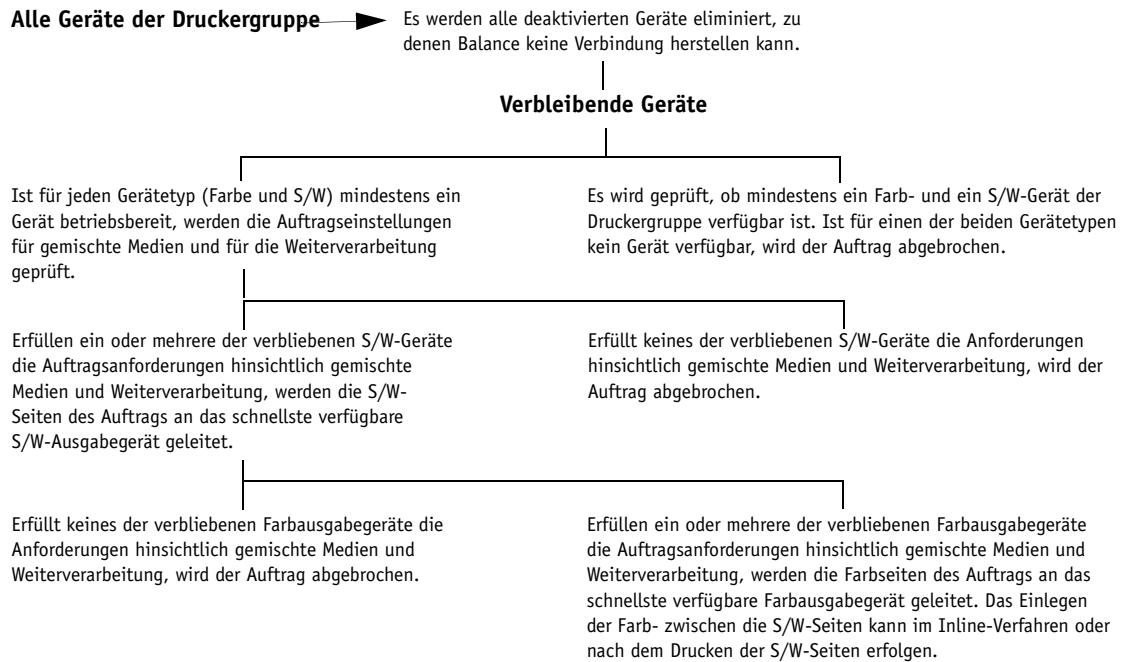 Alle Geräte der Druckergruppe
Es werden alle deaktivierten Geräte eliminiert, zu
denen Balance keine Verbindung herstellen kann.
Verbleibende Geräte
Ist für jeden Gerätetyp (Farbe und S/W) mindestens ein
Gerät betriebsbereit, werden die Auftragseinstellungen
für gemischte Medien und für die Weiterverarbeitung
geprüft.
Es wird geprüft, ob mindestens ein Farb- und ein S/W-Gerät der
Druckergruppe verfügbar ist. Ist für einen der beiden Gerätetypen
kein Gerät verfügbar, wird der Auftrag abgebrochen.
Erfüllen ein oder mehrere der verbliebenen S/W-Geräte
die Auftragsanforderungen hinsichtlich gemischte
Medien und Weiterverarbeitung, werden die S/W-
Seiten des Auftrags an das schnellste verfügbare
S/W-Ausgabegerät geleitet.
Erfüllt keines der verbliebenen S/W-Geräte die Anforderungen
hinsichtlich gemischte Medien und Weiterverarbeitung, wird der
Auftrag abgebrochen.
Erfüllt keines der verbliebenen Farbausgabegeräte die
Anforderungen hinsichtlich gemischte Medien und
Weiterverarbeitung, wird der Auftrag abgebrochen.
Erfüllen ein oder mehrere der verbliebenen Farbausgabegeräte
die Auftragsanforderungen hinsichtlich gemischte Medien und
Weiterverarbeitung, werden die Farbseiten des Auftrags an das
schnellste verfügbare Farbausgabegerät geleitet. Das Einlegen
der Farb- zwischen die S/W-Seiten kann im Inline-Verfahren oder
nach dem Drucken der S/W-Seiten erfolgen.